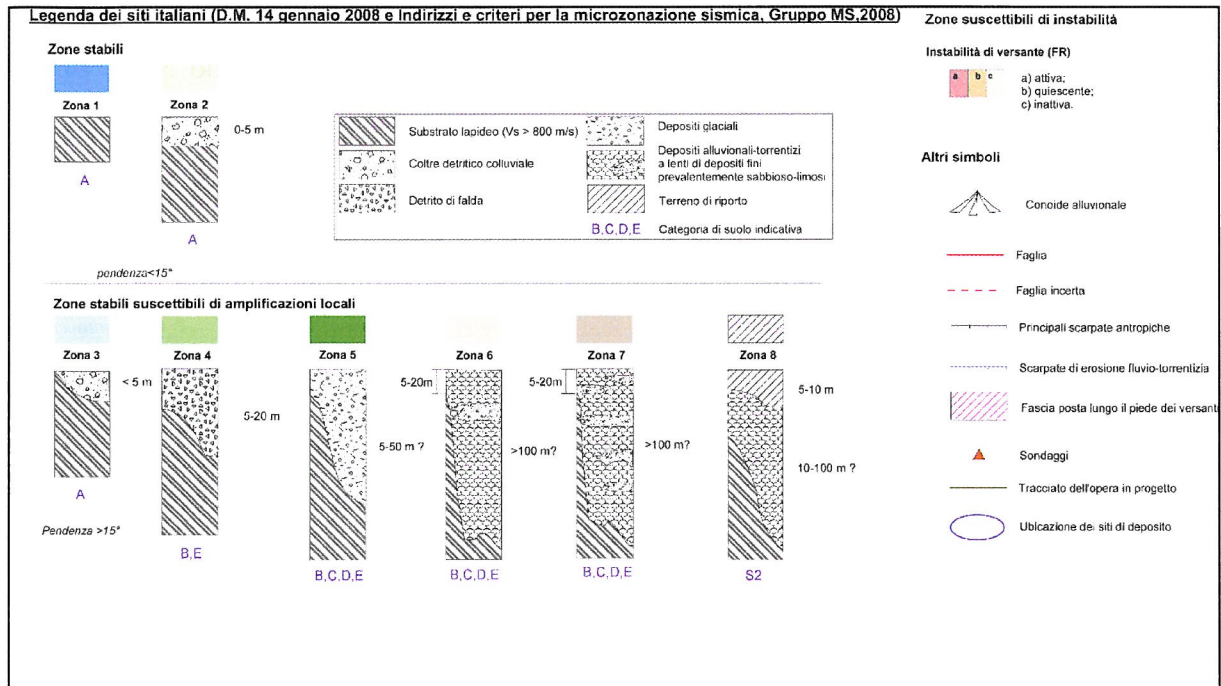 Legenda dei siti italiani (D.M. 14 gennaio 2008 e Indirizzi e criteri per la microzonazione sismica, Gruppo MS,2008)
Zone stabili
Zona 1
A
Zona 2
0-5 m
A
pendenza<15°
Substrato lapideo (Vs > 800 m/s)
Coltre detritico colluviale
Detrito di falda
Depositi glaciali
Depositi alluvionali-torrentizi
a lenti di depositi fini
prevalentemente sabbioso-limosi
Terreno di riporto
B,C,D,E
Categoria di suolo indicativa
Zone stabili suscettibili di amplificazioni locali
Zona 3
< 5 m
A
Pendenza >15°
Zona 4
5-20 m
B,E
Zona 5
5-50 m ?
B,C,D,E
Zona 6
5-20m
>100 m?
B,C,D,E
Zona 7
5-20m
>100 m?
B,C,D,E
Zona 8
5-10 m
10-100 m ?
S2
Zone suscettibili di instabilità
Instabilità di versante (FR)
a b c
a) attiva;
b) quiescente;
c) inattiva.
Altri simboli
Conoide alluvionale
Faglia
Faglia incerta
Principali scarpate antropiche
Scarpate di erosione fluvio-torrentizia
Fascia posta lungo il piede dei versanti
Sondaggi
Tracciato dell'opera in progetto
Ubicazione dei siti di deposito